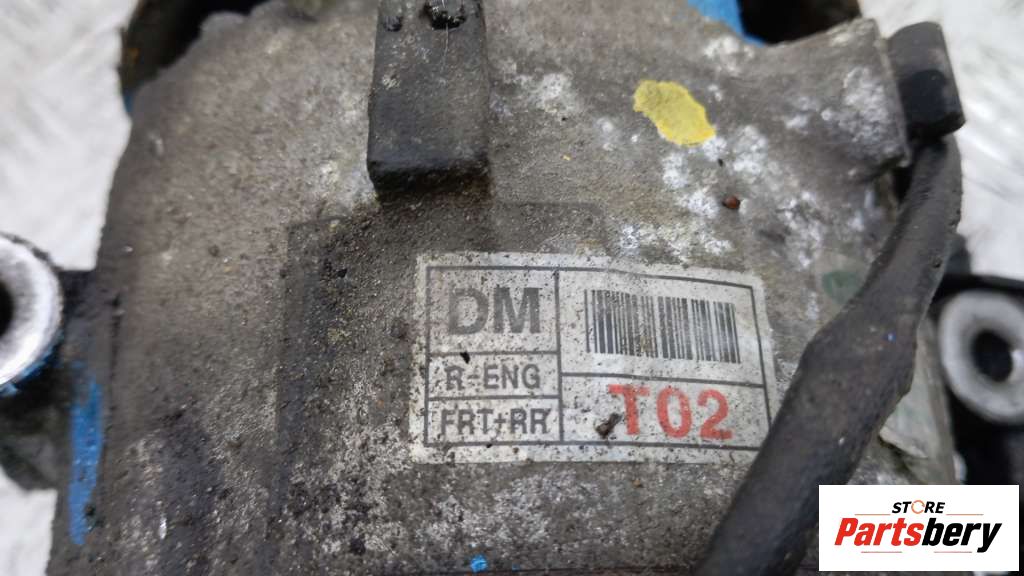 DM
R-ENG
FRT+RR
T02
STORE
Partsbery